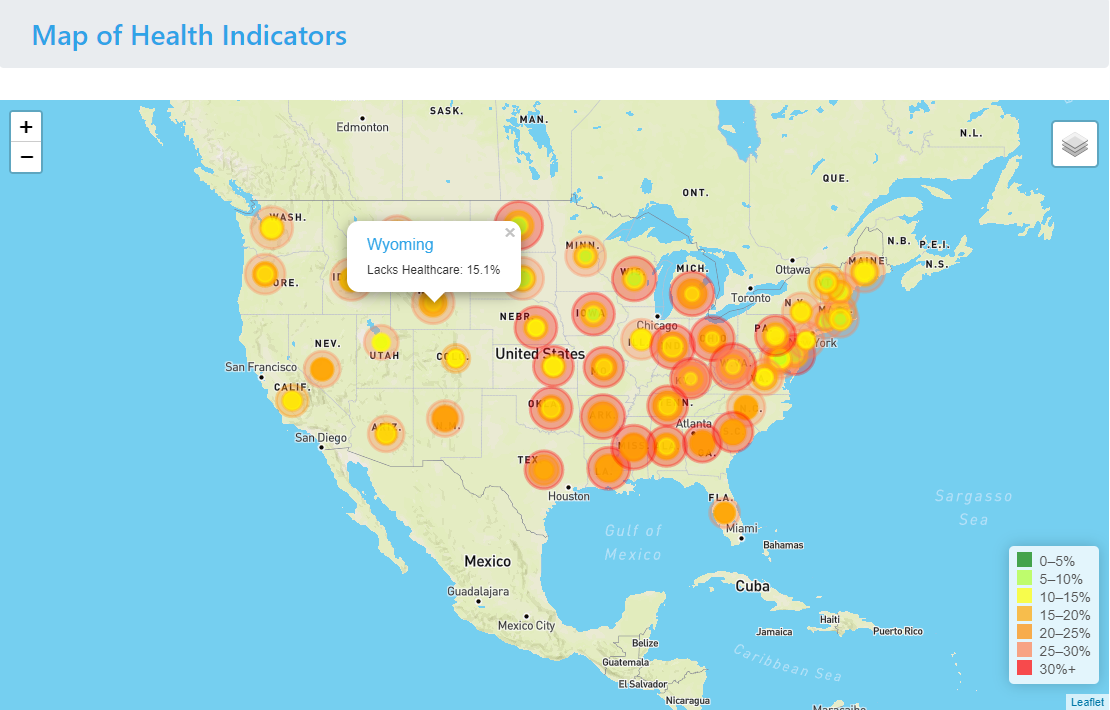 Map of Health Indicators
+
−
SASK.
MAN.
Edmonton
N.L.
QUE.
ONT.
WASH.
×
Wyoming
Lacks Healthcare: 15.1%
MINN.
N.B.
P.E.I.
N.S.
MAINE
Ottawa
MICH.
ORE.
Toronto
NEBR.
IOWA
Chicago
OHIO
NEV.
UTAH
United States
York
San Francisco
CALIF.
San Diego
ARIZ.
Atlanta
TEX.
Houston
FLA.
Miami
Bahamas
Gulf of
Mexico
Sargasso
Sea
Mexico
Guadalajara
Mexico City
Cuba
Haiti
Jamaica
Puerto Rico
Belize
Guatemala
El Salvador
Nicaragua
Caribbean Sea
0–5%
5–10%
10–15%
15–20%
20–25%
25–30%
30%+
Leaflet